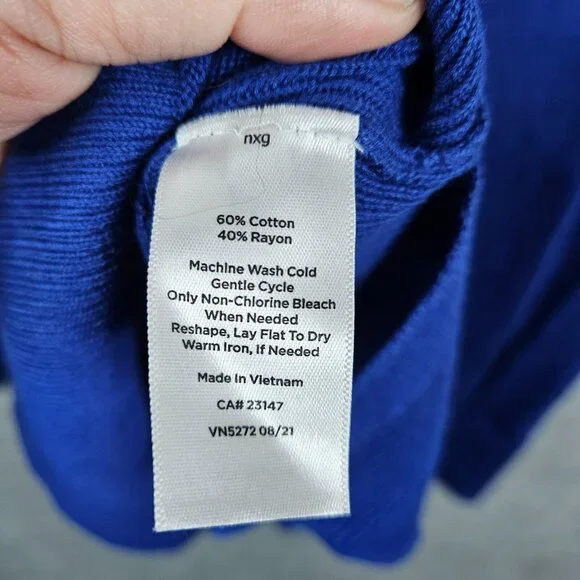 nxg
60% Cotton
40% Rayon
Machine Wash Cold
Gentle Cycle
Only Non-Chlorine Bleach
When Needed
Reshape, Lay Flat To Dry
Warm Iron, If Needed
Made In Vietnam
CA# 23147
VN5272 08/21